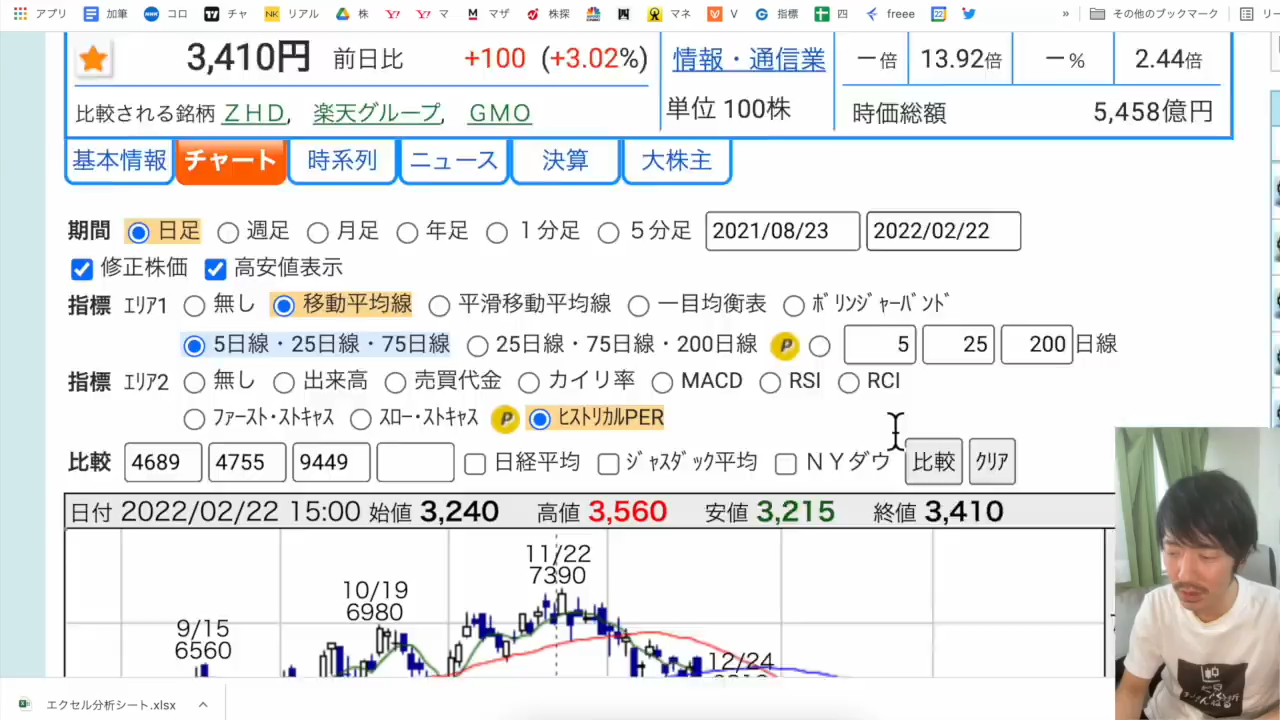 アプリ 加筆 コロ チャ リアル 株 ヤ マ マザ 株探 マネ V 指標 四 freee » その他のブックマーク リー
3,410円 前日比 +100 (+3.02%) 情報・通信業 ー倍 13.92倍 ー% 2.44倍
比較される銘柄 ZHD, 楽天グループ, GMO 単位 100株 時価総額 5,458億円
基本情報 チャート 時系列 ニュース 決算 大株主
期間 日足 週足 月足 年足 1分足 5分足 2021/08/23 2022/02/22
修正株価 高安値表示
指標 エリア1 無し 移動平均線 平滑移動平均線 一目均衡表 ボリンジャーバンド
5日線・25日線・75日線 25日線・75日線・200日線 P 5 25 200 日線
指標 エリア2 無し 出来高 売買代金 カイリ率 MACD RSI RCI
ファースト・ストキャス スロー・ストキャス P ヒストリカルPER
比較 4689 4755 9449 日経平均 ジャスダック平均 NYダウ 比較 クリア
日付 2022/02/22 15:00 始値 3,240 高値 3,560 安値 3,215 終値 3,410
11/22
7390
10/19
6980
9/15
6560
12/24
エクセル分析シート.xlsx